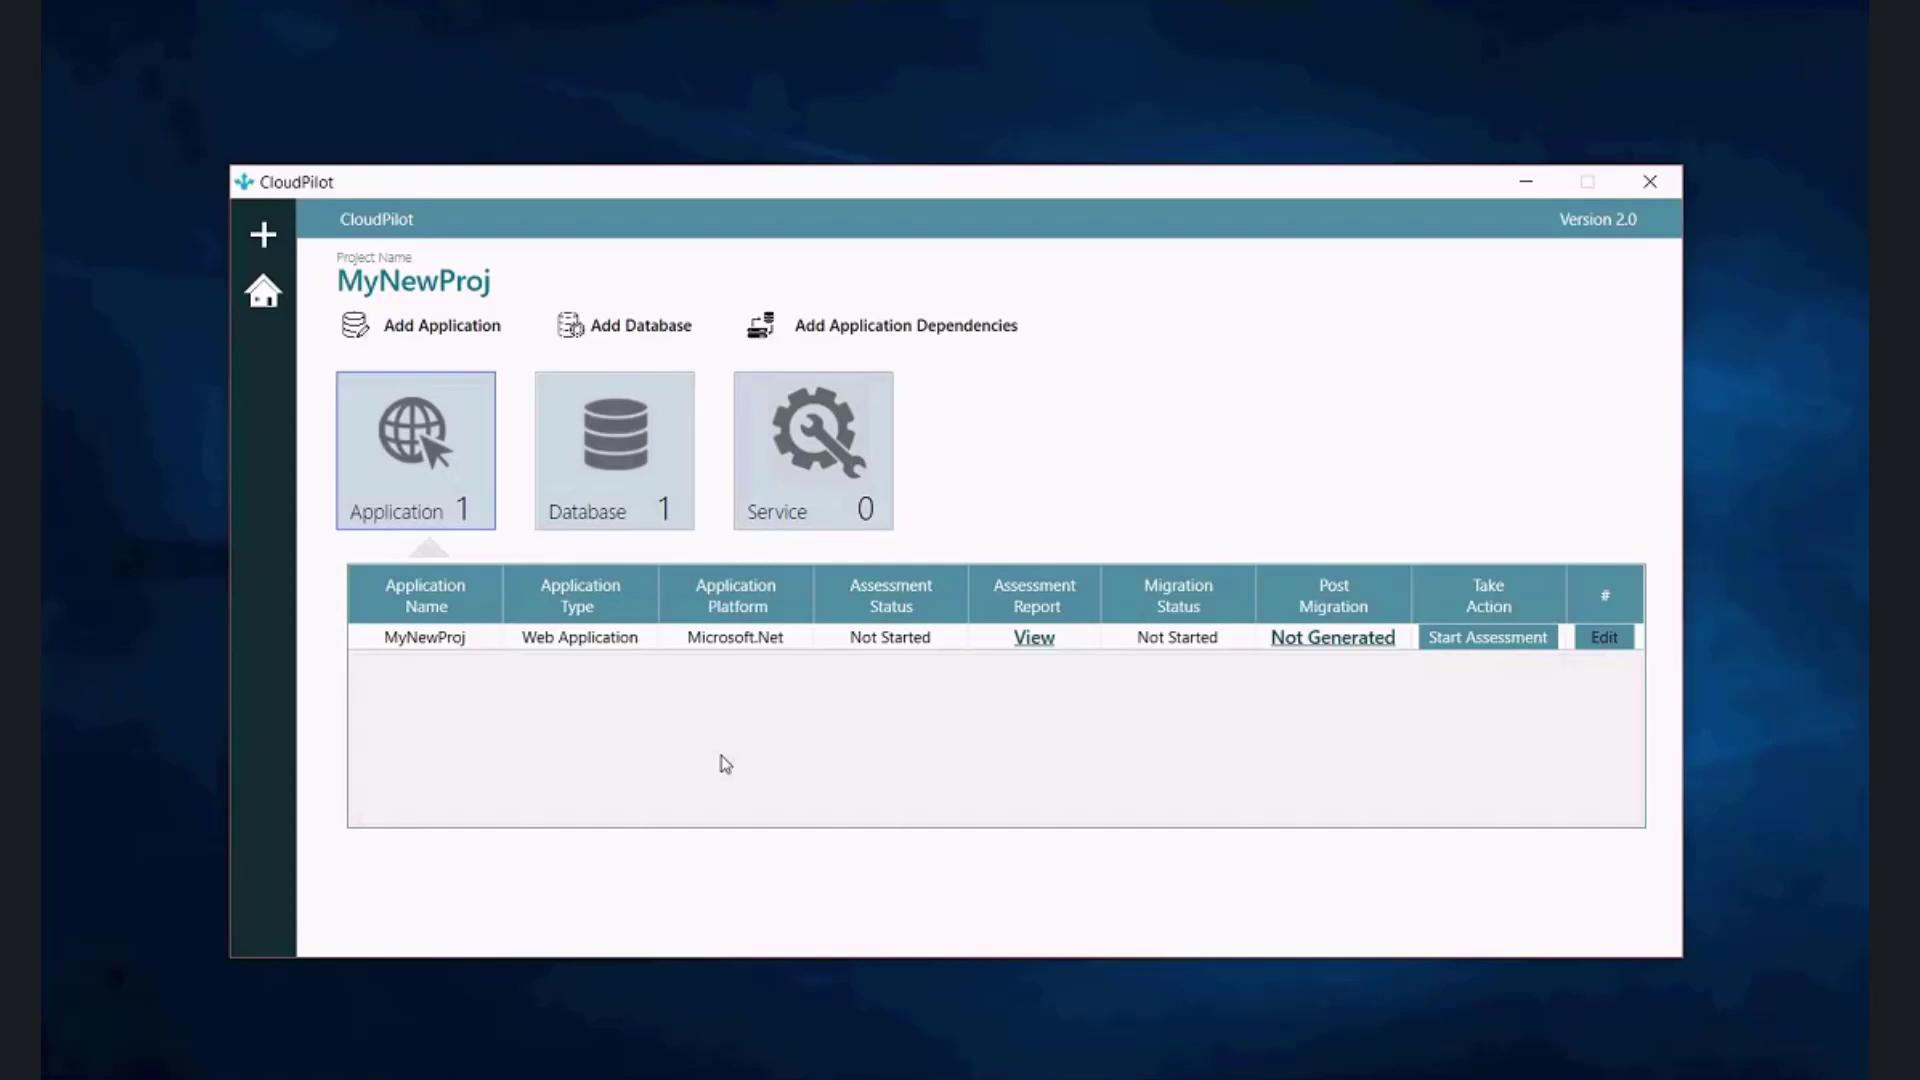 CloudPilot
CloudPilot
Version 2.0
Project Name
MyNewProj
Add Application
Add Database
Add Application Dependencies
Application 1
Database 1
Service 0
Application Name
Application Type
Application Platform
Assessment Status
Assessment Report
Migration Status
Post Migration
Take Action
#
MyNewProj
Web Application
Microsoft.Net
Not Started
View
Not Started
Not Generated
Start Assessment
Edit